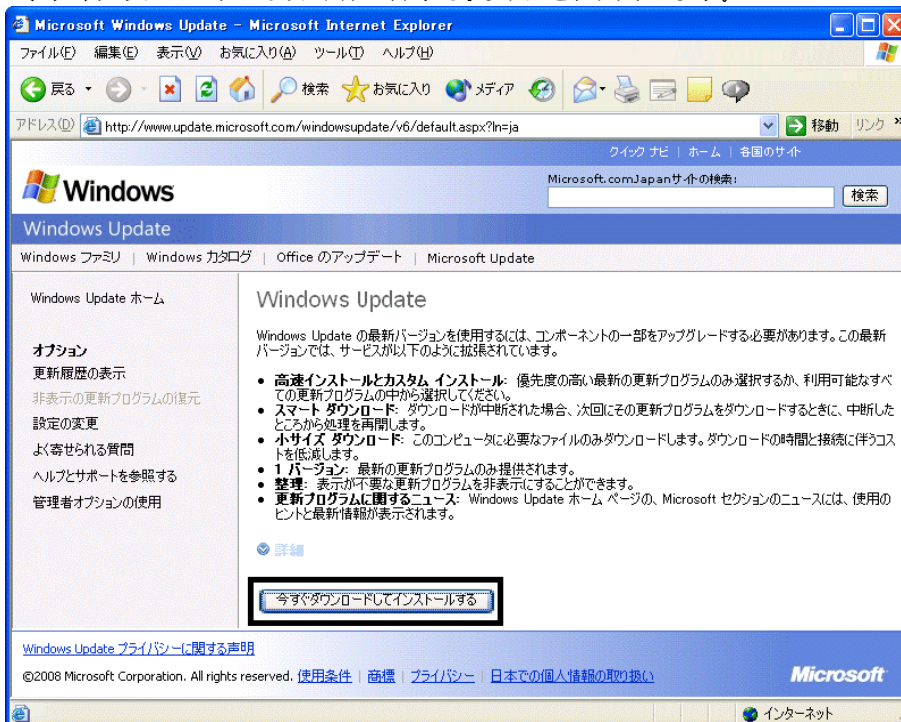 Microsoft Windows Update - Microsoft Internet Explorer
ファイル(F) 編集(E) 表示(V) お気に入り(A) ツール(T) ヘルプ(H)
戻る 検索 お気に入り メディア
アドレス(D) http://www.update.microsoft.com/windowsupdate/v6/default.aspx?ln=ja 移動 リンク »
クイック ナビ | ホーム | 各国のサイト
Windows
Microsoft.comJapanサイトの検索:
検索
Windows Update
Windows ファミリ | Windows カタログ | Office のアップデート | Microsoft Update
Windows Update ホーム
オプション
更新履歴の表示
非表示の更新プログラムの復元
設定の変更
よく寄せられる質問
ヘルプとサポートを参照する
管理者オプションの使用
Windows Update
Windows Update の最新バージョンを使用するには、コンポーネントの一部をアップグレードする必要があります。この最新
バージョンでは、サービスが以下のように拡張されています。
• 高速インストールとカスタム インストール: 優先度の高い最新の更新プログラムのみ選択するか、利用可能なすべ
ての更新プログラムの中から選択してください。
• スマート ダウンロード: ダウンロードが中断された場合、次回にその更新プログラムをダウンロードするときに、中断した
ところから処理を再開します。
• 小サイズ ダウンロード: このコンピュータに必要なファイルのみダウンロードします。ダウンロードの時間と接続に伴うコス
トを低減します。
• 1 バージョン: 最新の更新プログラムのみ提供されます。
• 整理: 表示が不要な更新プログラムを非表示にすることができます。
• 更新プログラムに関するニュース: Windows Update ホーム ページの、Microsoft セクションのニュースには、使用の
ヒントと最新情報が表示されます。
詳細
今すぐダウンロードしてインストールする
Windows Update プライバシーに関する声明
©2008 Microsoft Corporation. All rights reserved. 使用条件 | 商標 | プライバシー | 日本での個人情報の取り扱い
Microsoft
インターネット